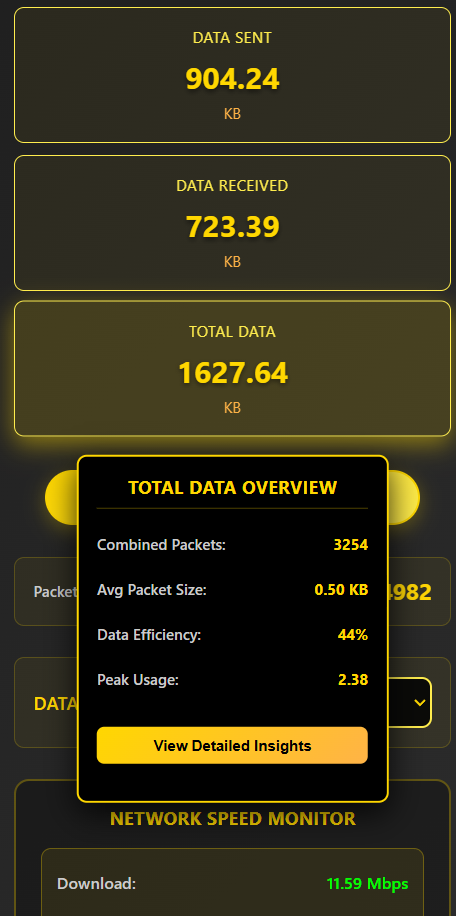 DATA SENT
904.24
KB
DATA RECEIVED
723.39
KB
TOTAL DATA
1627.64
KB
TOTAL DATA OVERVIEW
Combined Packets: 3254
Avg Packet Size: 0.50 KB
Data Efficiency: 44%
Peak Usage: 2.38
View Detailed Insights
Packet
4982
DATA
NETWORK SPEED MONITOR
Download: 11.59 Mbps